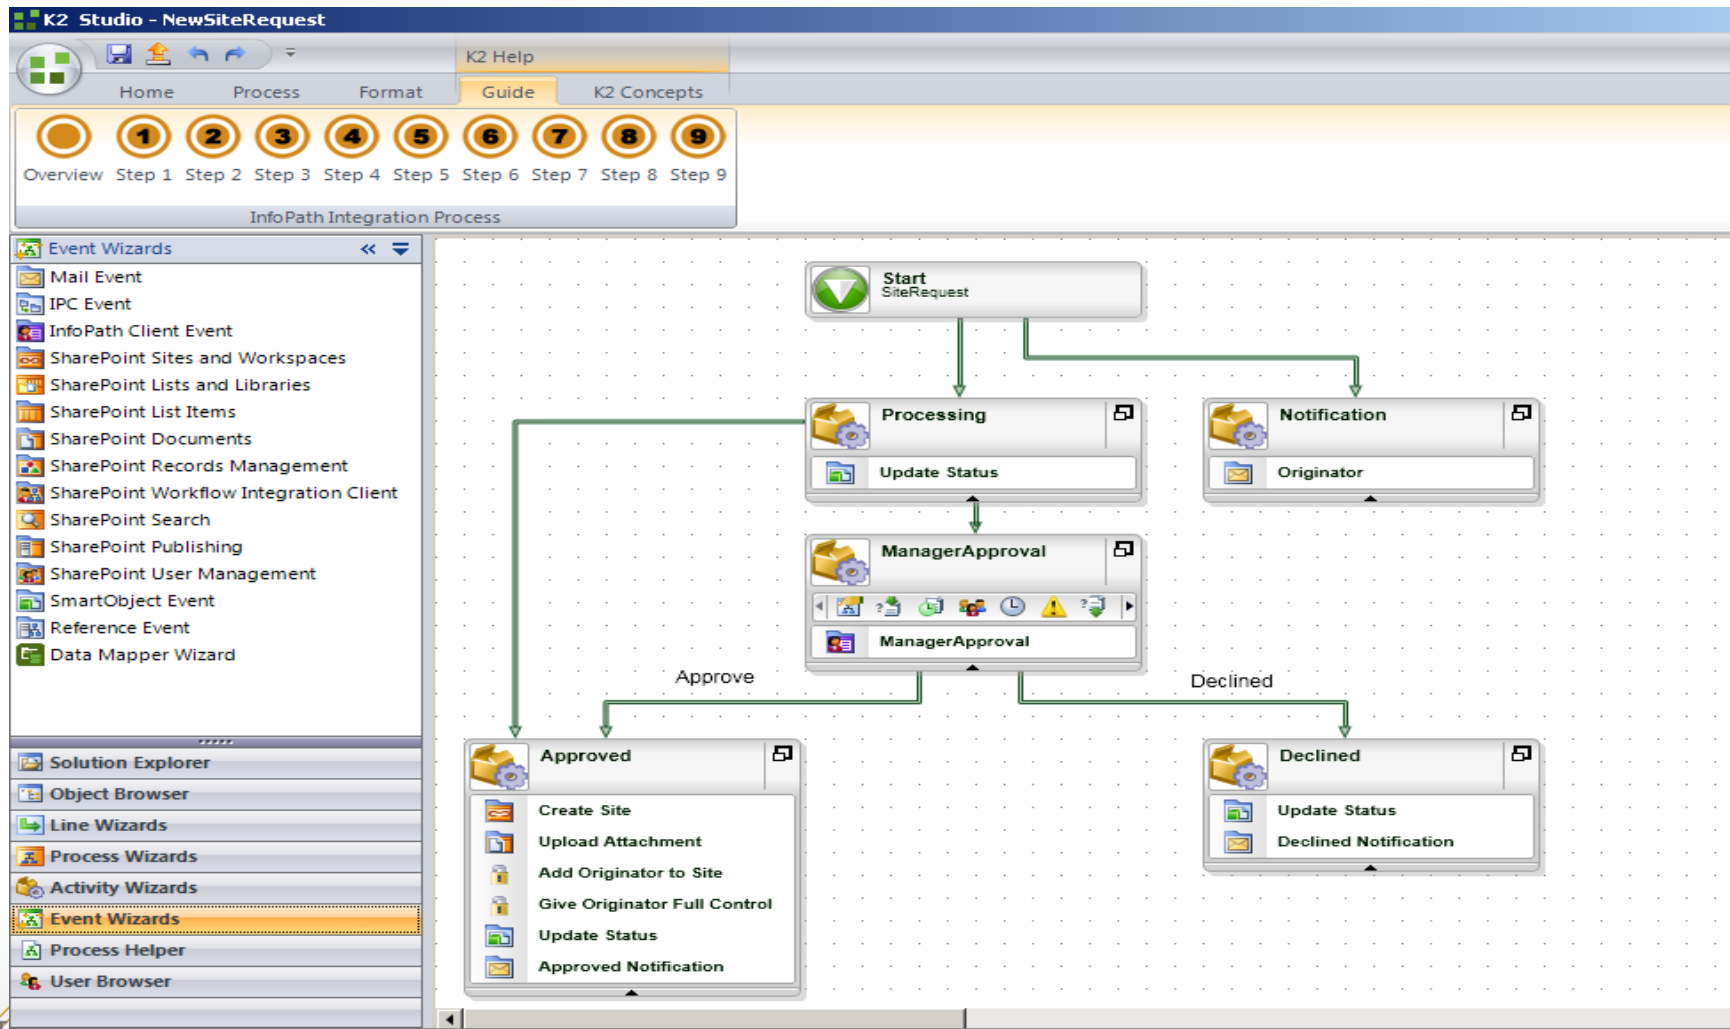 K2 Studio - NewSiteRequest
K2 Help
Home Process Format Guide K2 Concepts
1 2 3 4 5 6 7 8 9
Overview Step 1 Step 2 Step 3 Step 4 Step 5 Step 6 Step 7 Step 8 Step 9
InfoPath Integration Process
Event Wizards
Mail Event
IPC Event
InfoPath Client Event
SharePoint Sites and Workspaces
SharePoint Lists and Libraries
SharePoint List Items
SharePoint Documents
SharePoint Records Management
SharePoint Workflow Integration Client
SharePoint Search
SharePoint Publishing
SharePoint User Management
SmartObject Event
Reference Event
Data Mapper Wizard
Solution Explorer
Object Browser
Line Wizards
Process Wizards
Activity Wizards
Event Wizards
Process Helper
User Browser
Start
SiteRequest
Processing
Update Status
Notification
Originator
ManagerApproval
ManagerApproval
Approve
Declined
Approved
Create Site
Upload Attachment
Add Originator to Site
Give Originator Full Control
Update Status
Approved Notification
Declined
Update Status
Declined Notification